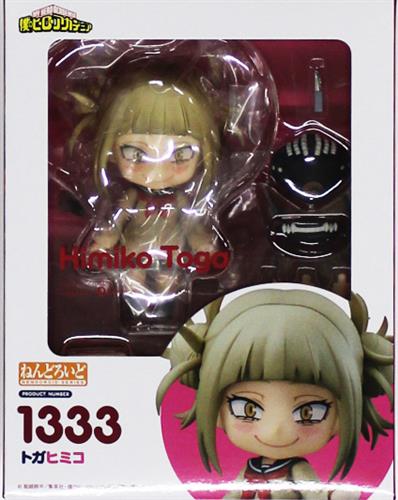 僕のヒーローアカデミア
Himiko Toga
ねんどろいど
NENDOROID SERIES
PRODUCT NUMBER
1333
トガヒミコ